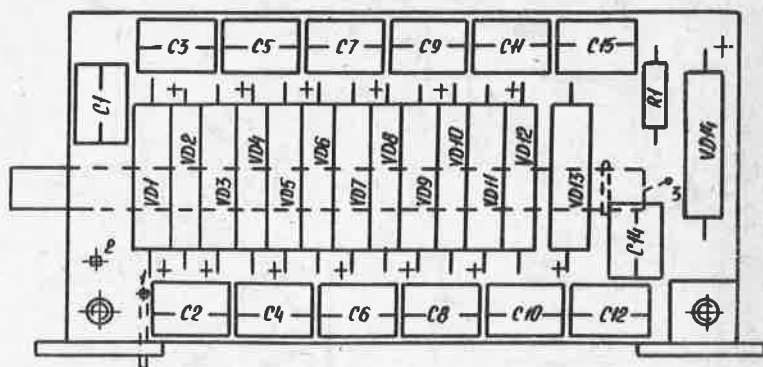 C3 C5 C7 C9 C11 C15
C1 R1 VD14
VD1 VD2 VD3 VD4 VD5 VD6 VD7 VD8 VD9 VD10 VD11 VD12 VD13
3
C14
2
1
C2 C4 C6 C8 C10 C12